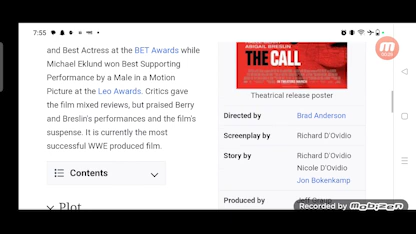 7:55
and Best Actress at the BET Awards while
Michael Eklund won Best Supporting
Performance by a Male in a Motion
Picture at the Leo Awards. Critics gave
the film mixed reviews, but praised Berry
and Breslin's performances and the film's
suspense. It is currently the most
successful WWE produced film.
Contents
Plot
ABIGAIL BRESLIN
THE CALL
Theatrical release poster
Directed by Brad Anderson
Screenplay by Richard D'Ovidio
Story by Richard D'Ovidio
Nicole D'Ovidio
Jon Bokenkamp
Produced by Jeff Graup
Recorded by Mobizen